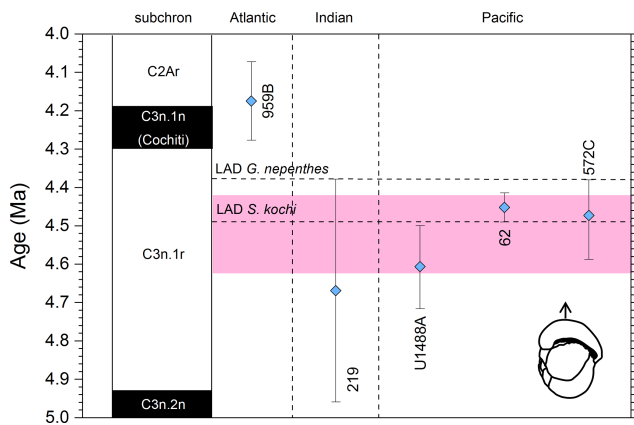 subchron
Atlantic
Indian
Pacific
4.0
4.1
4.2
4.3
4.4
4.5
4.6
4.7
4.8
4.9
5.0
Age (Ma)
C2Ar
C3n.1n
(Cochiti)
C3n.1r
C3n.2n
LAD G. nepenthes
LAD S. kochi
959B
219
U1488A
62
572C